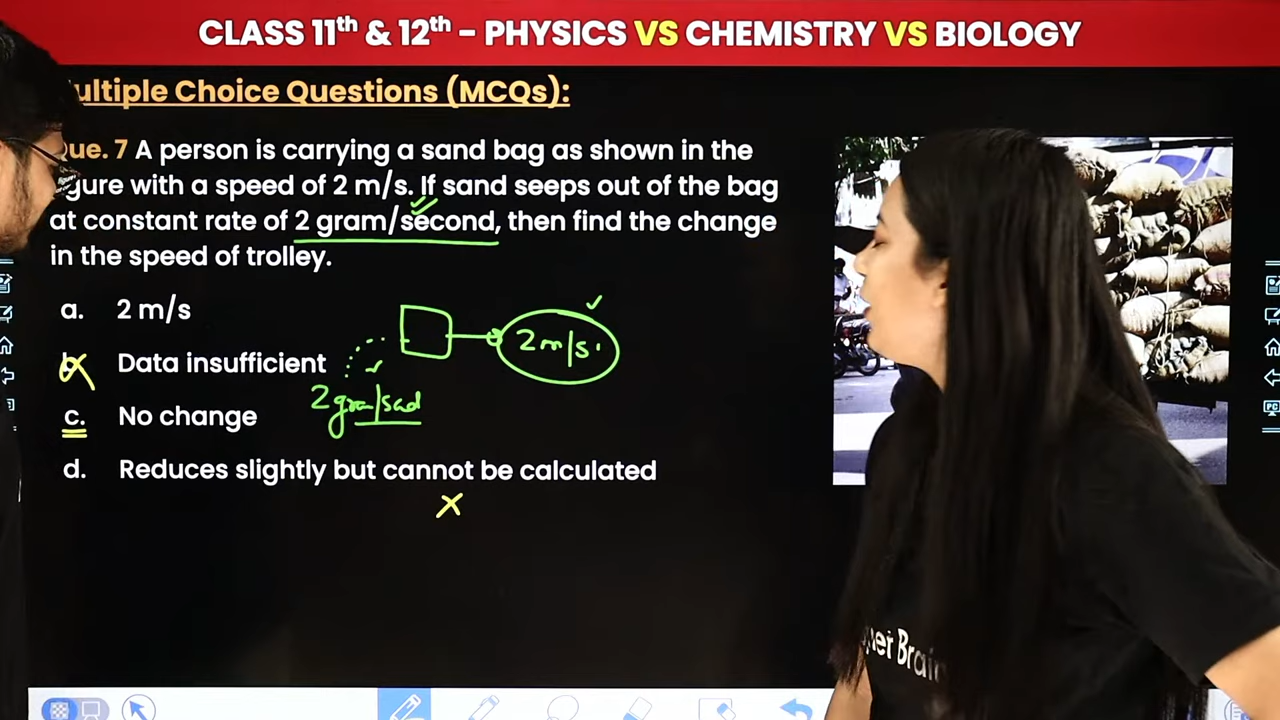 CLASS 11th & 12th – PHYSICS VS CHEMISTRY VS BIOLOGY
ultiple Choice Questions (MCQs):
ue. 7 A person is carrying a sand bag as shown in the
gure with a speed of 2 m/s. If sand seeps out of the bag
at constant rate of 2 gram/second, then find the change
in the speed of trolley.
a. 2 m/s
2m/s
Data insufficient
2
c. No change
d. Reduces slightly but cannot be calculated
Brai